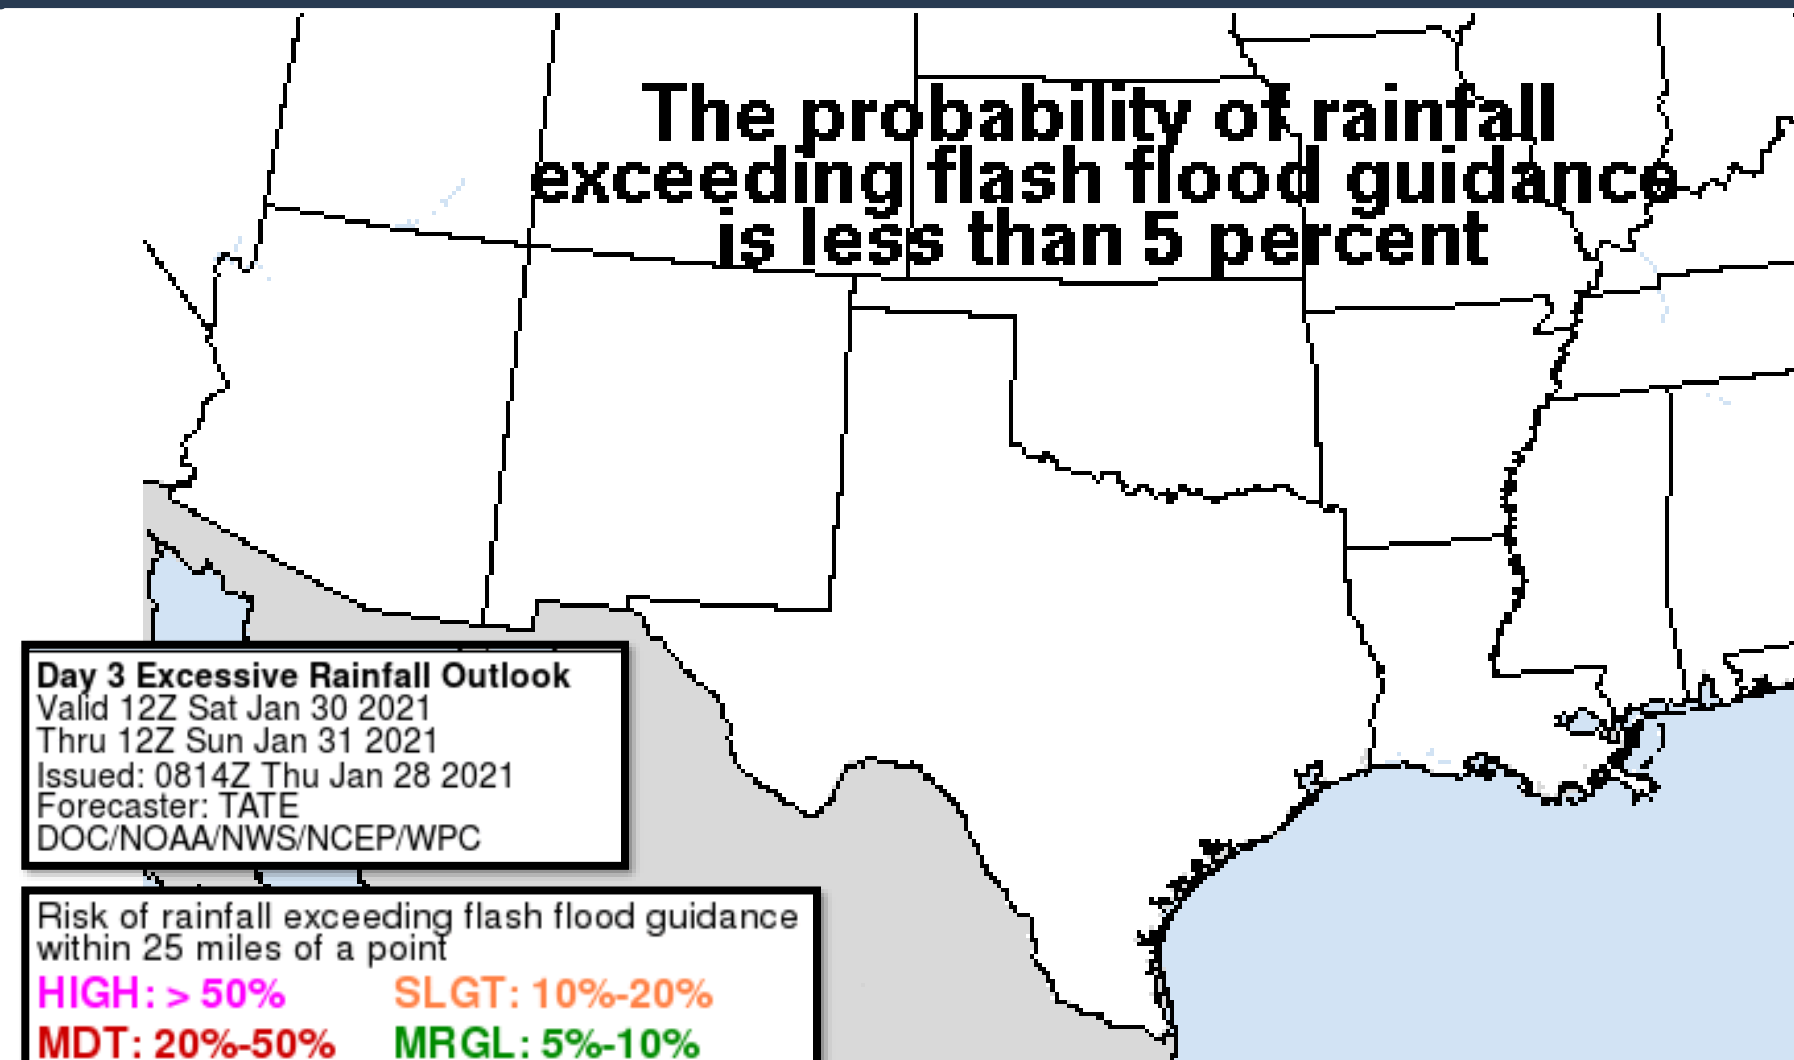 The probability of rainfall
exceeding flash flood guidance
is less than 5 percent
Day 3 Excessive Rainfall Outlook
Valid 12Z Sat Jan 30 2021
Thru 12Z Sun Jan 31 2021
Issued: 0814Z Thu Jan 28 2021
Forecaster: TATE
DOC/NOAA/NWS/NCEP/WPC
Risk of rainfall exceeding flash flood guidance
within 25 miles of a point
HIGH: > 50% SLGT: 10%-20%
MDT: 20%-50% MRGL: 5%-10%